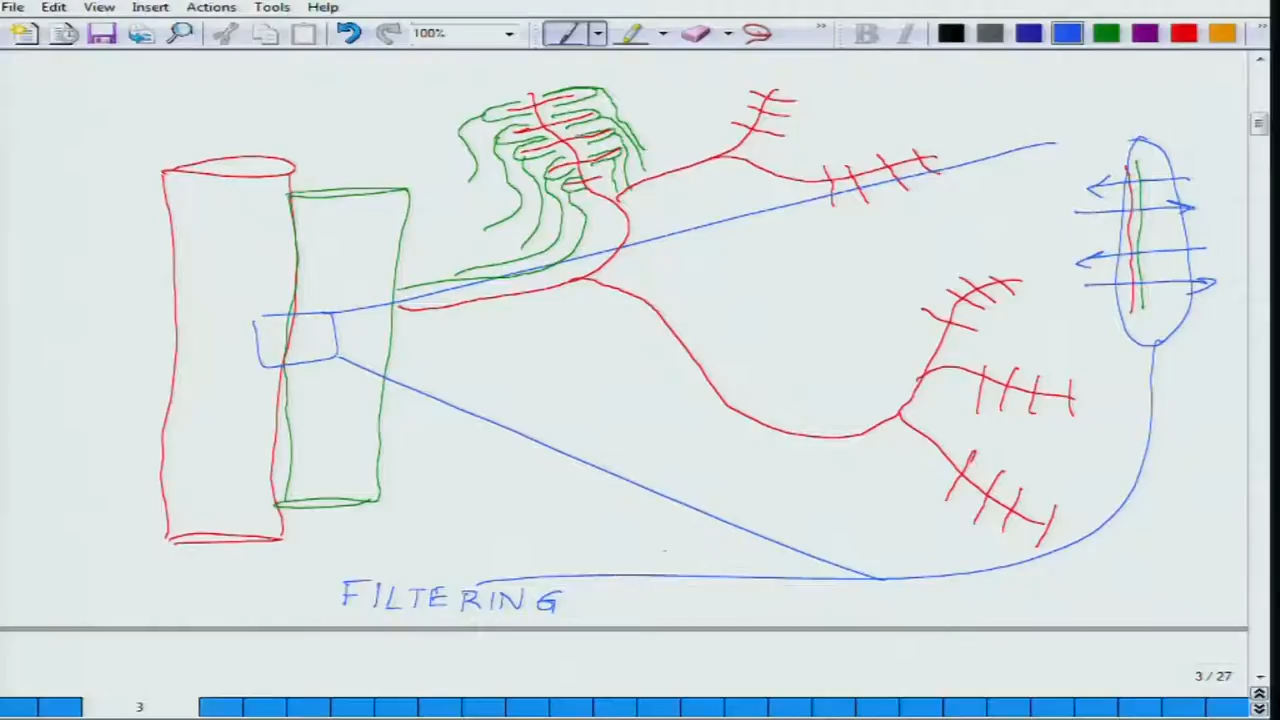 File Edit View Insert Actions Tools Help
100%
B I
FILTERING
3 / 27
3